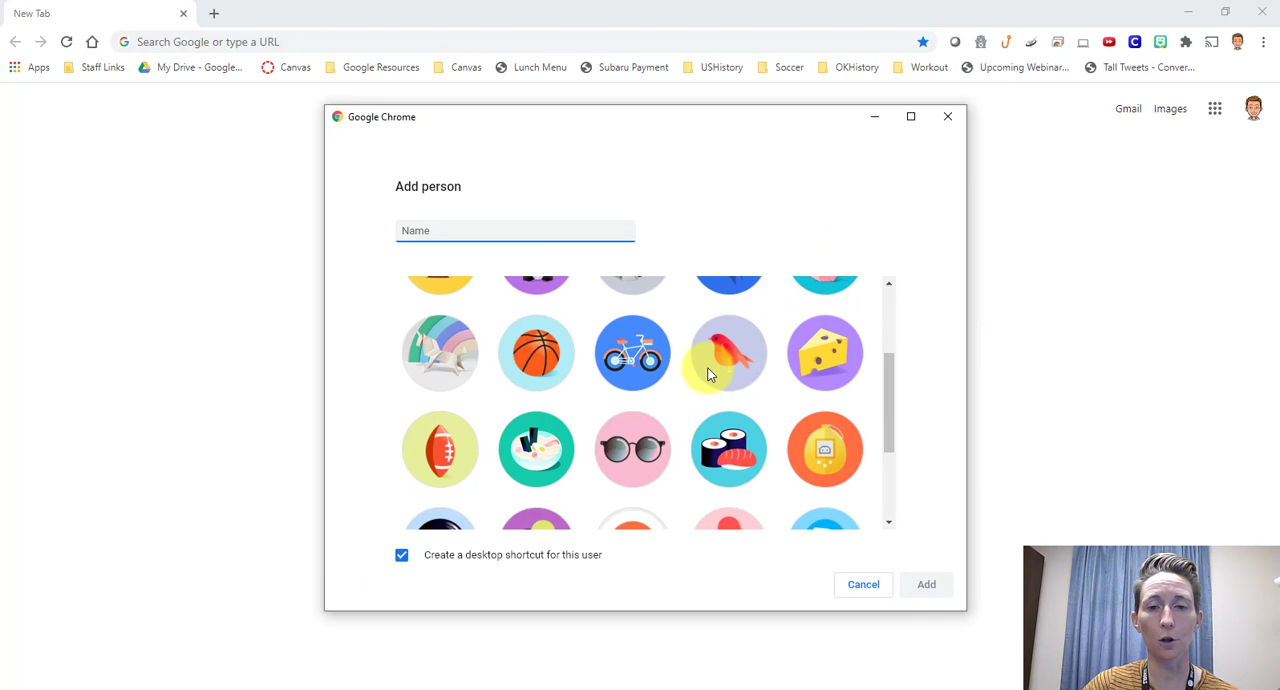 New Tab
Search Google or type a URL
Apps Staff Links My Drive - Google... Canvas Google Resources Canvas Lunch Menu Subaru Payment USHistory Soccer OKHistory Workout Upcoming Webinar... Tall Tweets - Conver...
Gmail Images
Google Chrome
Add person
Name
Create a desktop shortcut for this user
Cancel Add